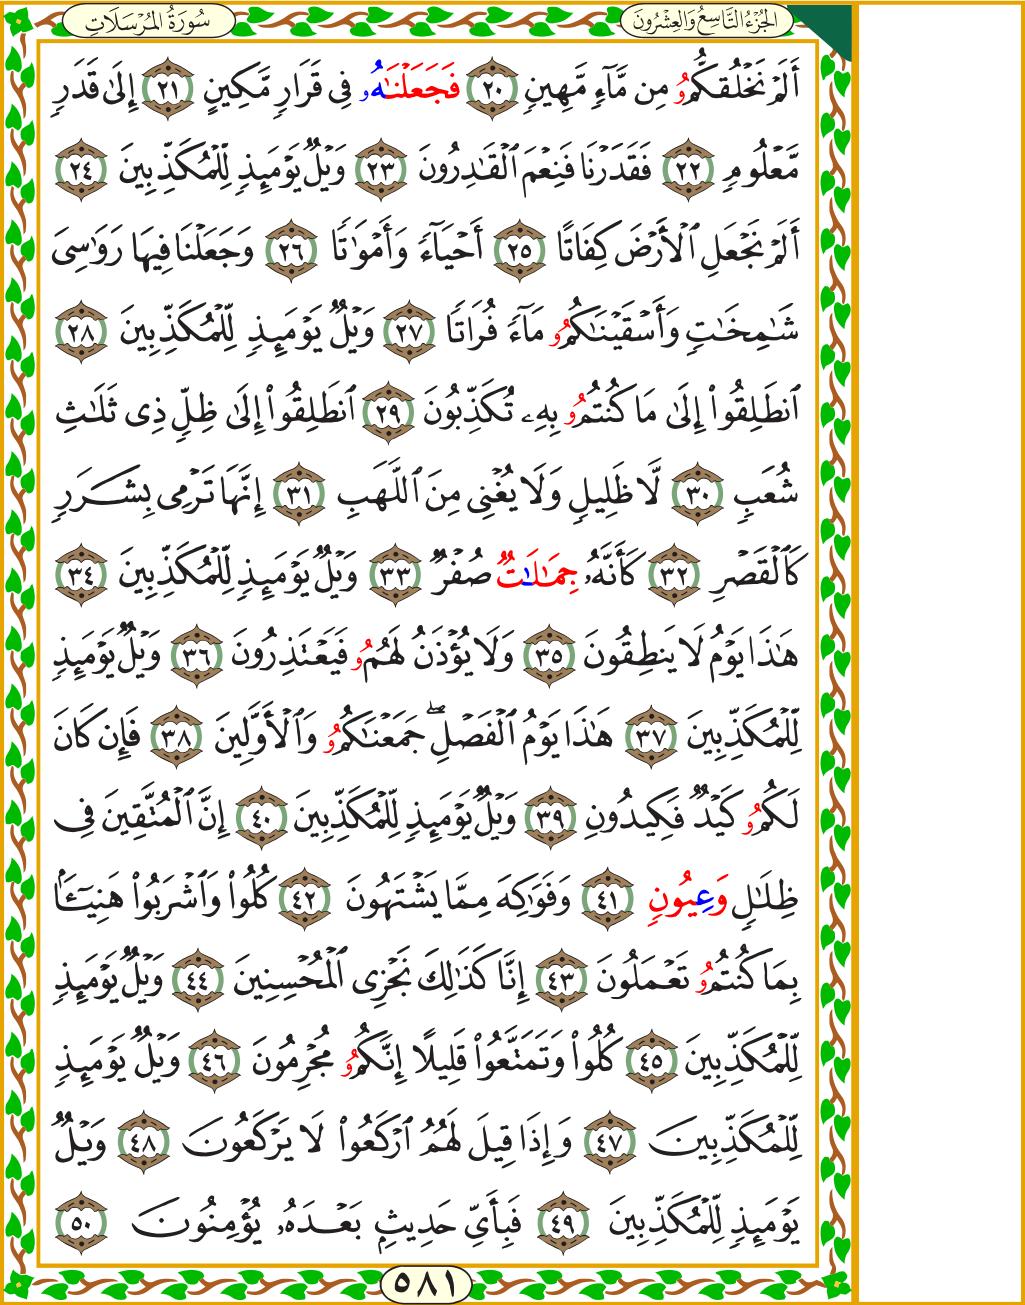 الجُزْءُ التَّاسِعُ وَالعِشْرُونَ
سُورَةُ المُرْسَلَاتِ
أَلَمْ نَخْلُقكُّمُۥ مِن مَّآءٖ مَّهِينٖ ٢٠ فَجَعَلْنَٰهُۥ فِي قَرَارٖ مَّكِينٍ ٢١ إِلَىٰ قَدَرٖ
مَّعْلُومٖ ٢٢ فَقَدَرْنَا فَنِعْمَ ٱلْقَٰدِرُونَ ٢٣ وَيْلٞ يَوْمَئِذٖ لِّلْمُكَذِّبِينَ ٢٤
أَلَمْ نَجْعَلِ ٱلْأَرْضَ كِفَاتًا ٢٥ أَحْيَآءٗ وَأَمْوَٰتٗا ٢٦ وَجَعَلْنَا فِيهَا رَوَٰسِىَ
شَٰمِخَٰتٖ وَأَسْقَيْنَٰكُمُۥ مَآءٗ فُرَاتٗا ٢٧ وَيْلٞ يَوْمَئِذٖ لِّلْمُكَذِّبِينَ ٢٨
ٱنطَلِقُوٓاْ إِلَىٰ مَا كُنتُمُۥ بِهِۦ تُكَذِّبُونَ ٢٩ ٱنطَلِقُوٓاْ إِلَىٰ ظِلّٖ ذِى ثَلَٰثِ
شُعَبٖ ٣٠ لَّا ظَلِيلٖ وَلَا يُغْنِى مِنَ ٱللَّهَبِ ٣١ إِنَّهَا تَرْمِى بِشَرَرٖ
كَٱلْقَصْرِ ٣٢ كَأَنَّهُۥ جِمَٰلَٰتٞ صُفْرٞ ٣٣ وَيْلٞ يَوْمَئِذٖ لِّلْمُكَذِّبِينَ ٣٤
هَٰذَا يَوْمُ لَا يَنطِقُونَ ٣٥ وَلَا يُؤْذَنُ لَهُمُۥ فَيَعْتَذِرُونَ ٣٦ وَيْلٞ يَوْمَئِذٖ
لِّلْمُكَذِّبِينَ ٣٧ هَٰذَا يَوْمُ ٱلْفَصْلِۖ جَمَعْنَٰكُمُۥ وَٱلْأَوَّلِينَ ٣٨ فَإِن كَانَ
لَكُمُۥ كَيْدٞ فَكِيدُونِ ٣٩ وَيْلٞ يَوْمَئِذٖ لِّلْمُكَذِّبِينَ ٤٠ إِنَّ ٱلْمُتَّقِينَ فِى
ظِلَٰلٖ وَعِيُونٖ ٤١ وَفَوَٰكِهَ مِمَّا يَشْتَهُونَ ٤٢ كُلُواْ وَٱشْرَبُواْ هَنِيٓـَٔۢا
بِمَا كُنتُمُۥ تَعْمَلُونَ ٤٣ إِنَّا كَذَٰلِكَ نَجْزِى ٱلْمُحْسِنِينَ ٤٤ وَيْلٞ يَوْمَئِذٖ
لِّلْمُكَذِّبِينَ ٤٥ كُلُواْ وَتَمَتَّعُواْ قَلِيلًا إِنَّكُمُۥ مُجْرِمُونَ ٤٦ وَيْلٞ يَوْمَئِذٖ
لِّلْمُكَذِّبِينَ ٤٧ وَإِذَا قِيلَ لَهُمُ ٱرْكَعُواْ لَا يَرْكَعُونَ ٤٨ وَيْلٞ
يَوْمَئِذٖ لِّلْمُكَذِّبِينَ ٤٩ فَبِأَىِّ حَدِيثِۭ بَعْدَهُۥ يُؤْمِنُونَ ٥٠
٥٨١